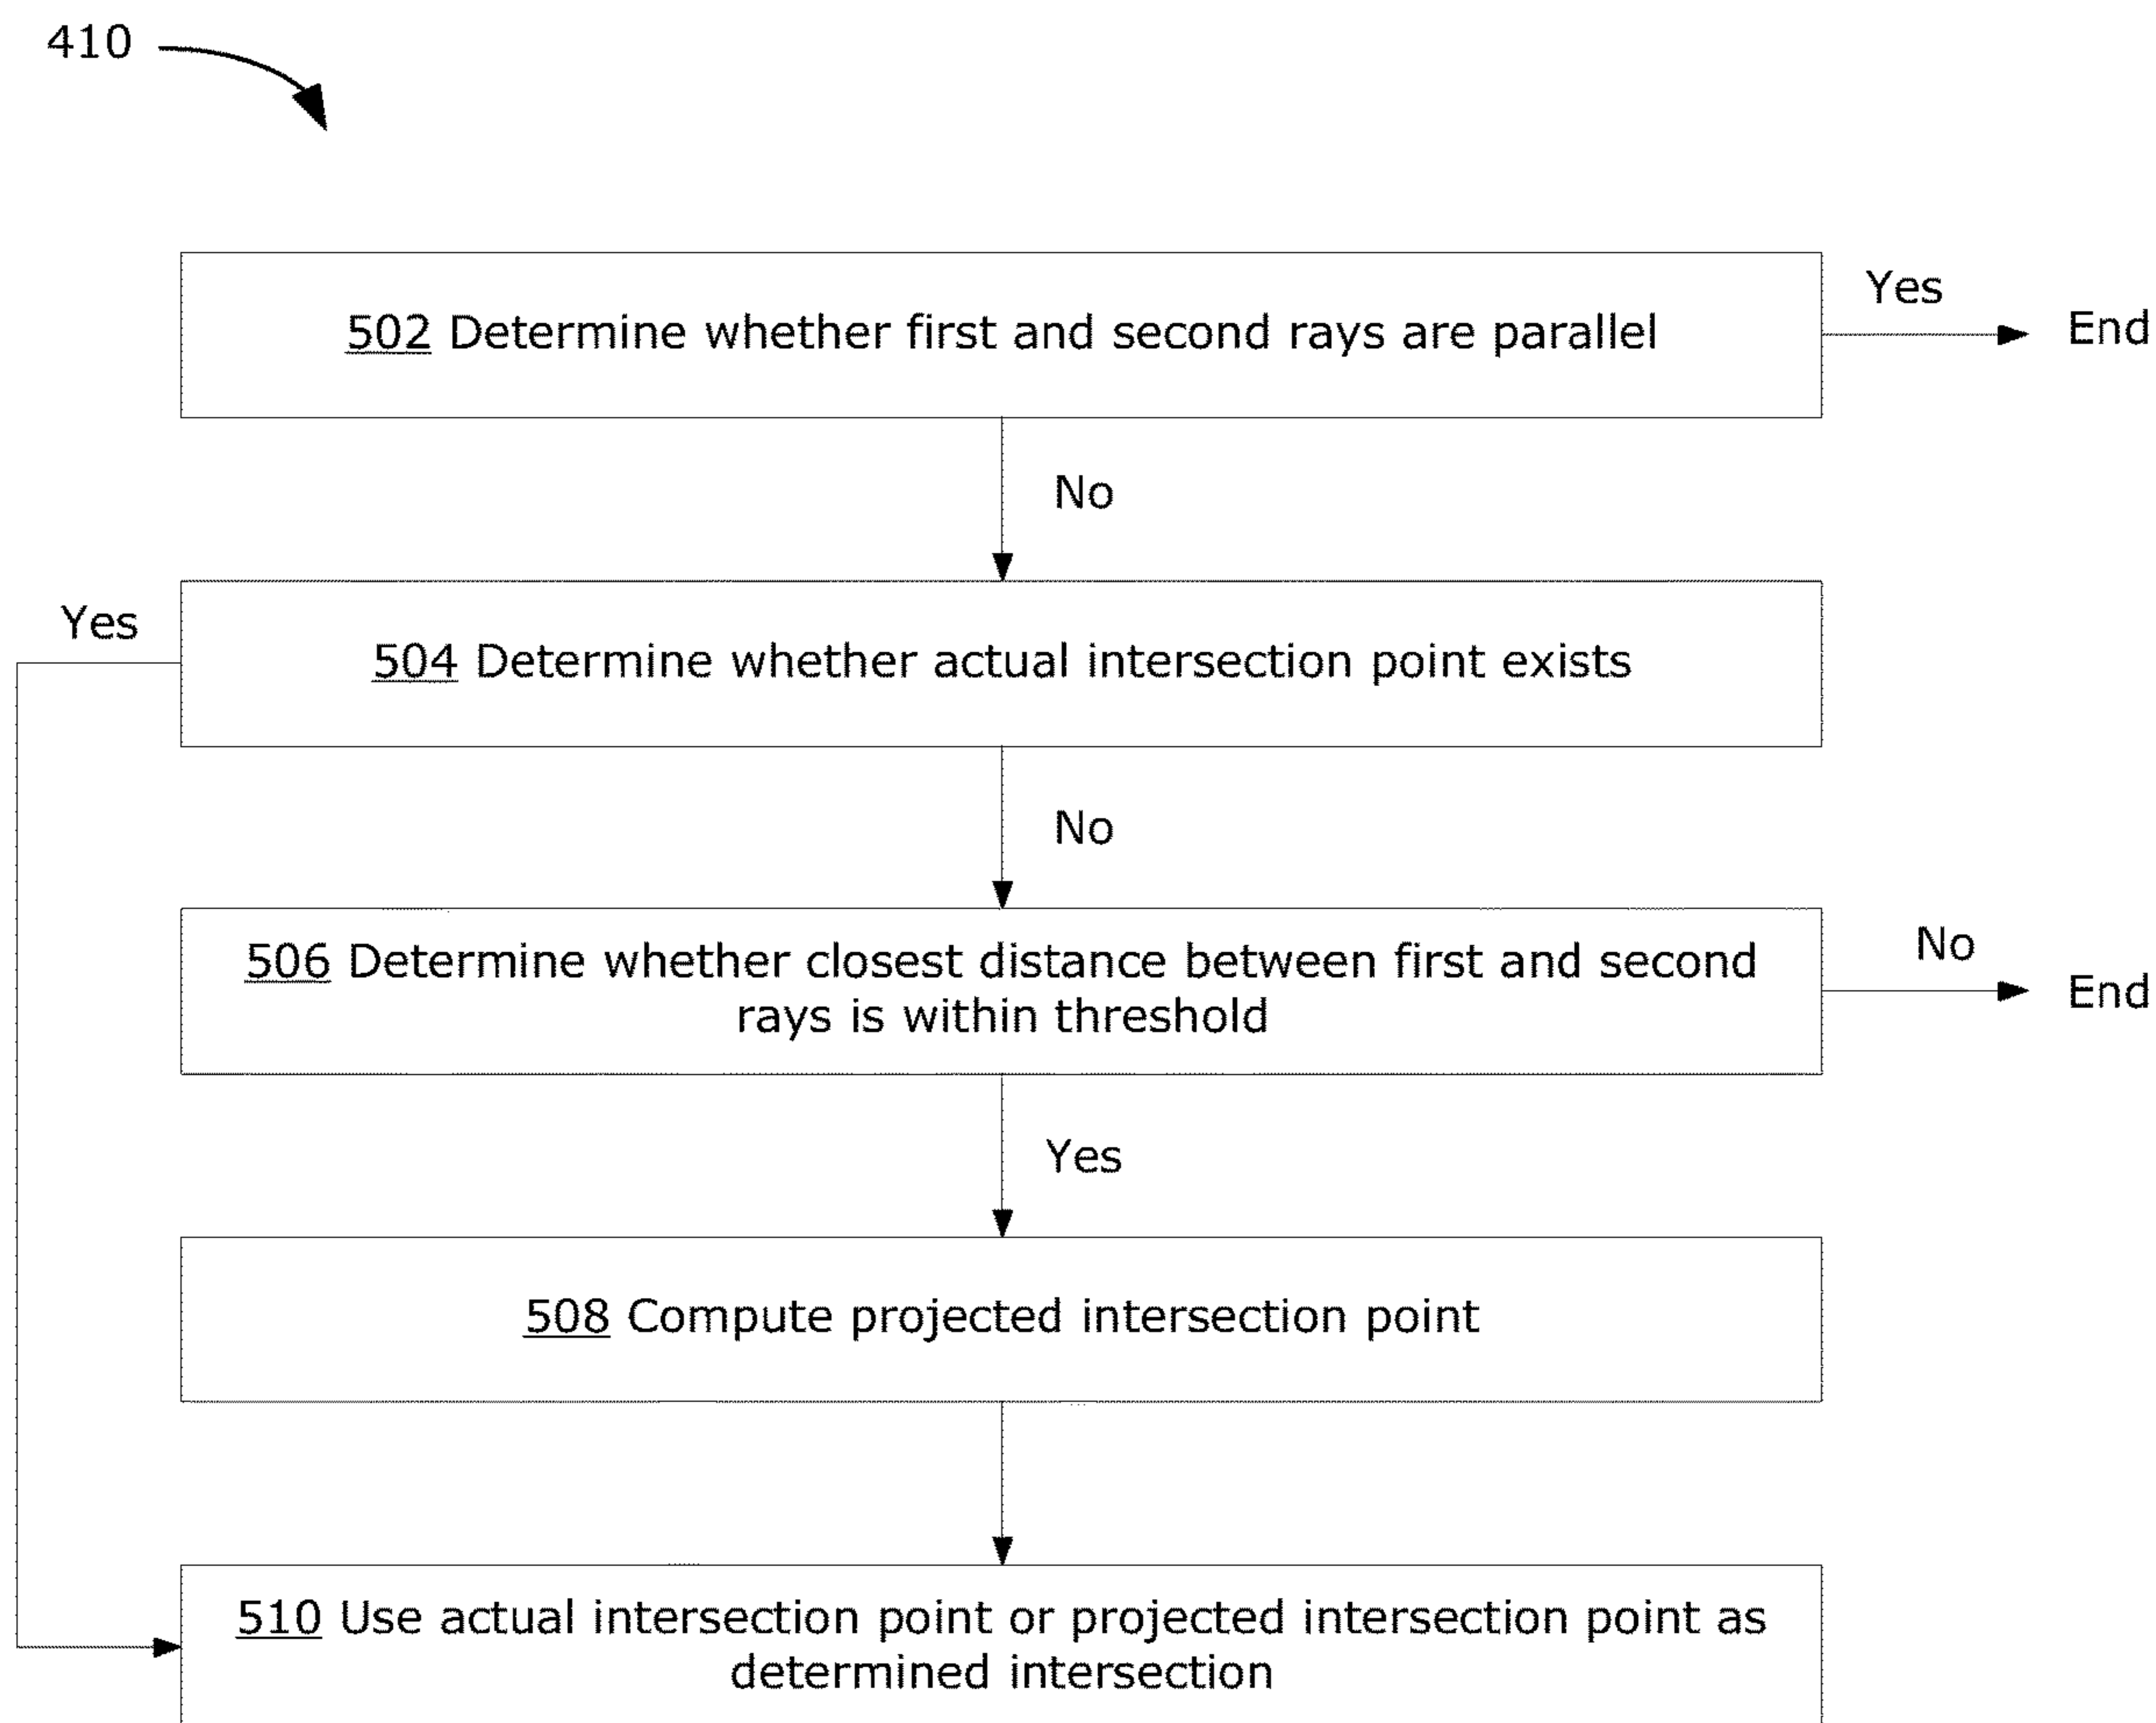 410
502 Determine whether first and second rays are parallel
Yes
End
No
504 Determine whether actual intersection point exists
Yes
No
506 Determine whether closest distance between first and second
rays is within threshold
No
End
Yes
508 Compute projected intersection point
510 Use actual intersection point or projected intersection point as
determined intersection